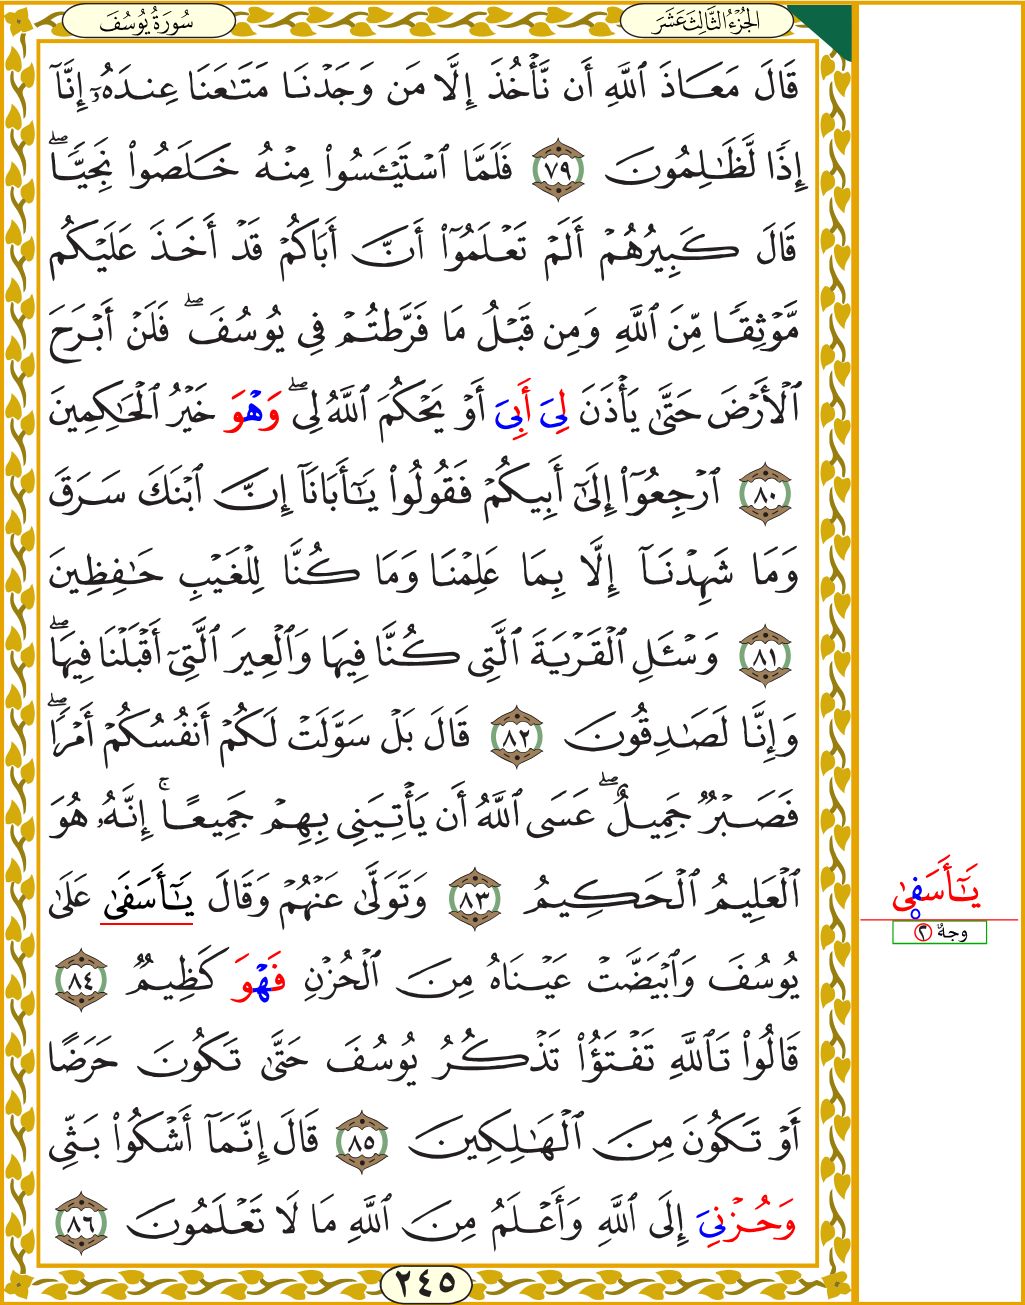 سُورَةُ يُوسُفَ
الجُزْءُ الثَّالِثَ عَشَرَ
قَالَ مَعَاذَ ٱللَّهِ أَن نَّأۡخُذَ إِلَّا مَن وَجَدۡنَا مَتَٰعَنَا عِندَهُۥٓ إِنَّآ
إِذٗا لَّظَٰلِمُونَ ٧٩ فَلَمَّا ٱسۡتَيۡـَٔسُواْ مِنۡهُ خَلَصُواْ نَجِيّٗاۖ
قَالَ كَبِيرُهُمۡ أَلَمۡ تَعۡلَمُوٓاْ أَنَّ أَبَاكُمۡ قَدۡ أَخَذَ عَلَيۡكُم
مَّوۡثِقٗا مِّنَ ٱللَّهِ وَمِن قَبۡلُ مَا فَرَّطتُمۡ فِي يُوسُفَۖ فَلَنۡ أَبۡرَحَ
ٱلۡأَرۡضَ حَتَّىٰ يَأۡذَنَ لِيَ أَبِيَ أَوۡ يَحۡكُمَ ٱللَّهُ لِيۖ وَهۡوَ خَيۡرُ ٱلۡحَٰكِمِينَ
٨٠ ٱرۡجِعُوٓاْ إِلَىٰٓ أَبِيكُمۡ فَقُولُواْ يَٰٓأَبَانَآ إِنَّ ٱبۡنَكَ سَرَقَ
وَمَا شَهِدۡنَآ إِلَّا بِمَا عَلِمۡنَا وَمَا كُنَّا لِلۡغَيۡبِ حَٰفِظِينَ
٨١ وَسۡـَٔلِ ٱلۡقَرۡيَةَ ٱلَّتِي كُنَّا فِيهَا وَٱلۡعِيرَ ٱلَّتِيٓ أَقۡبَلۡنَا فِيهَاۖ
وَإِنَّا لَصَٰدِقُونَ ٨٢ قَالَ بَلۡ سَوَّلَتۡ لَكُمۡ أَنفُسُكُمۡ أَمۡرٗاۖ
فَصَبۡرٞ جَمِيلٌۖ عَسَى ٱللَّهُ أَن يَأۡتِيَنِي بِهِمۡ جَمِيعًاۚ إِنَّهُۥ هُوَ
ٱلۡعَلِيمُ ٱلۡحَكِيمُ ٨٣ وَتَوَلَّىٰ عَنۡهُمۡ وَقَالَ يَٰٓأَسَفَىٰ عَلَىٰ
يُوسُفَ وَٱبۡيَضَّتۡ عَيۡنَاهُ مِنَ ٱلۡحُزۡنِ فَهۡوَ كَظِيمٞ ٨٤
قَالُواْ تَٱللَّهِ تَفۡتَؤُاْ تَذۡكُرُ يُوسُفَ حَتَّىٰ تَكُونَ حَرَضًا
أَوۡ تَكُونَ مِنَ ٱلۡهَٰلِكِينَ ٨٥ قَالَ إِنَّمَآ أَشۡكُواْ بَثِّي
وَحُزۡنِيَ إِلَى ٱللَّهِ وَأَعۡلَمُ مِنَ ٱللَّهِ مَا لَا تَعۡلَمُونَ ٨٦
٢٤٥
يَٰٓأَسَفىٰ
وجهٌ ٢